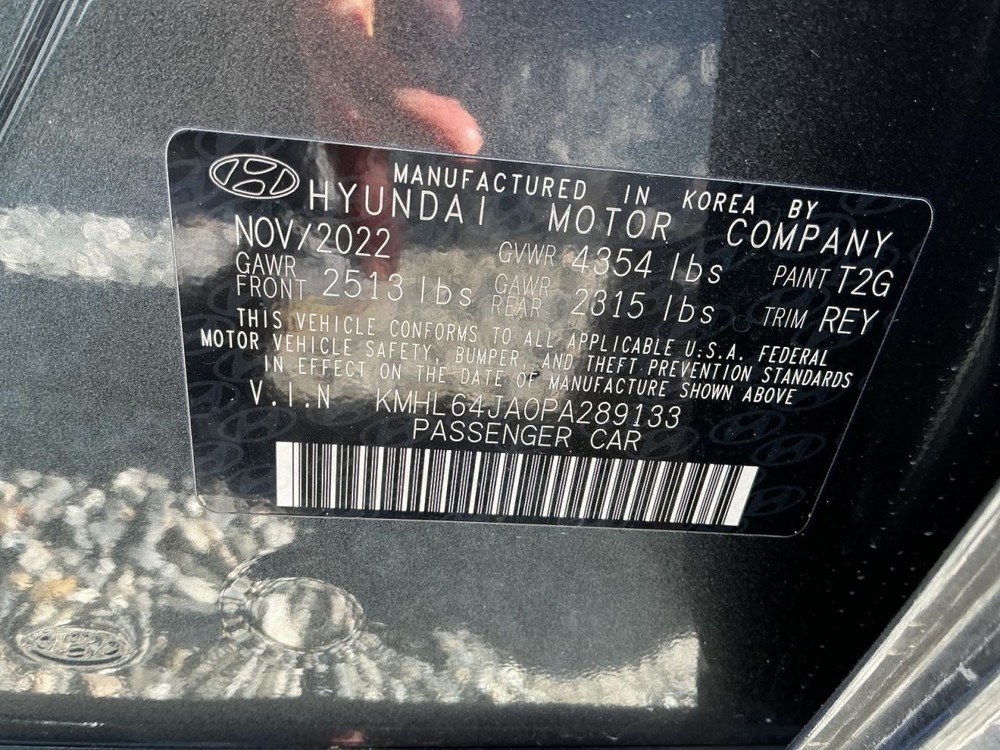 MANUFACTURED IN KOREA BY
HYUNDAI MOTOR COMPANY
NOV/2022 GVWR 4354 lbs PAINT T2G
GAWR FRONT 2513 lbs GAWR REAR 2315 lbs TRIM REY
THIS VEHICLE CONFORMS TO ALL APPLICABLE U.S.A. FEDERAL
MOTOR VEHICLE SAFETY, BUMPER, AND THEFT PREVENTION STANDARDS
IN EFFECT ON THE DATE OF MANUFACTURE SHOWN ABOVE
V.I.N KMHL64JA0PA289133
PASSENGER CAR